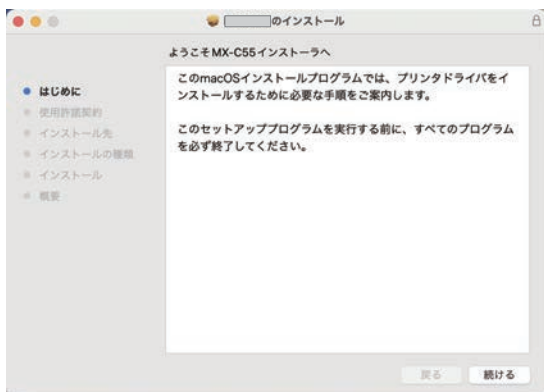 のインストール
ようこそMX-C55インストーラへ
はじめに
使用許諾契約
インストール先
インストールの種類
インストール
概要
このmacOSインストールプログラムでは、プリンタドライバをイ
ンストールするために必要な手順をご案内します。
このセットアッププログラムを実行する前に、すべてのプログラム
を必ず終了してください。
戻る
続ける